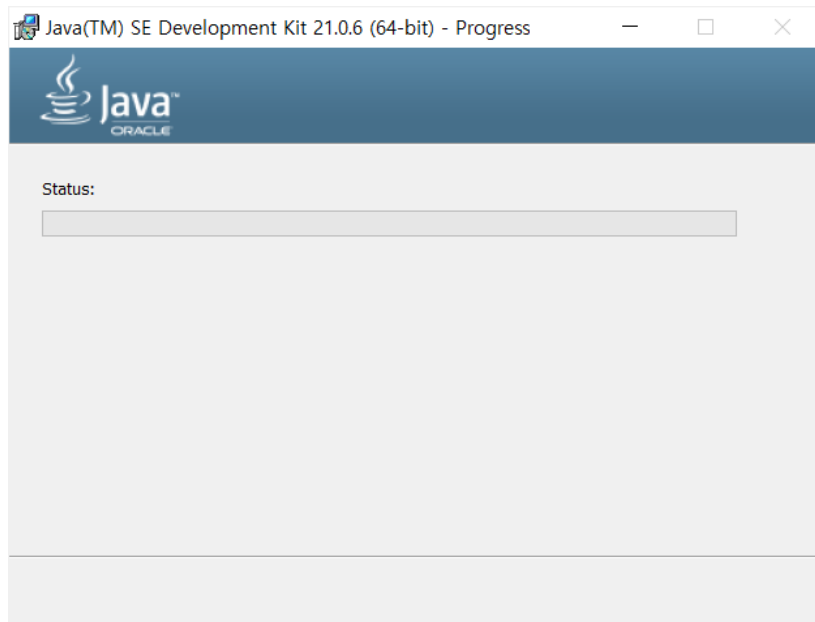 Java(TM) SE Development Kit 21.0.6 (64-bit) - Progress
Java™
ORACLE
Status: